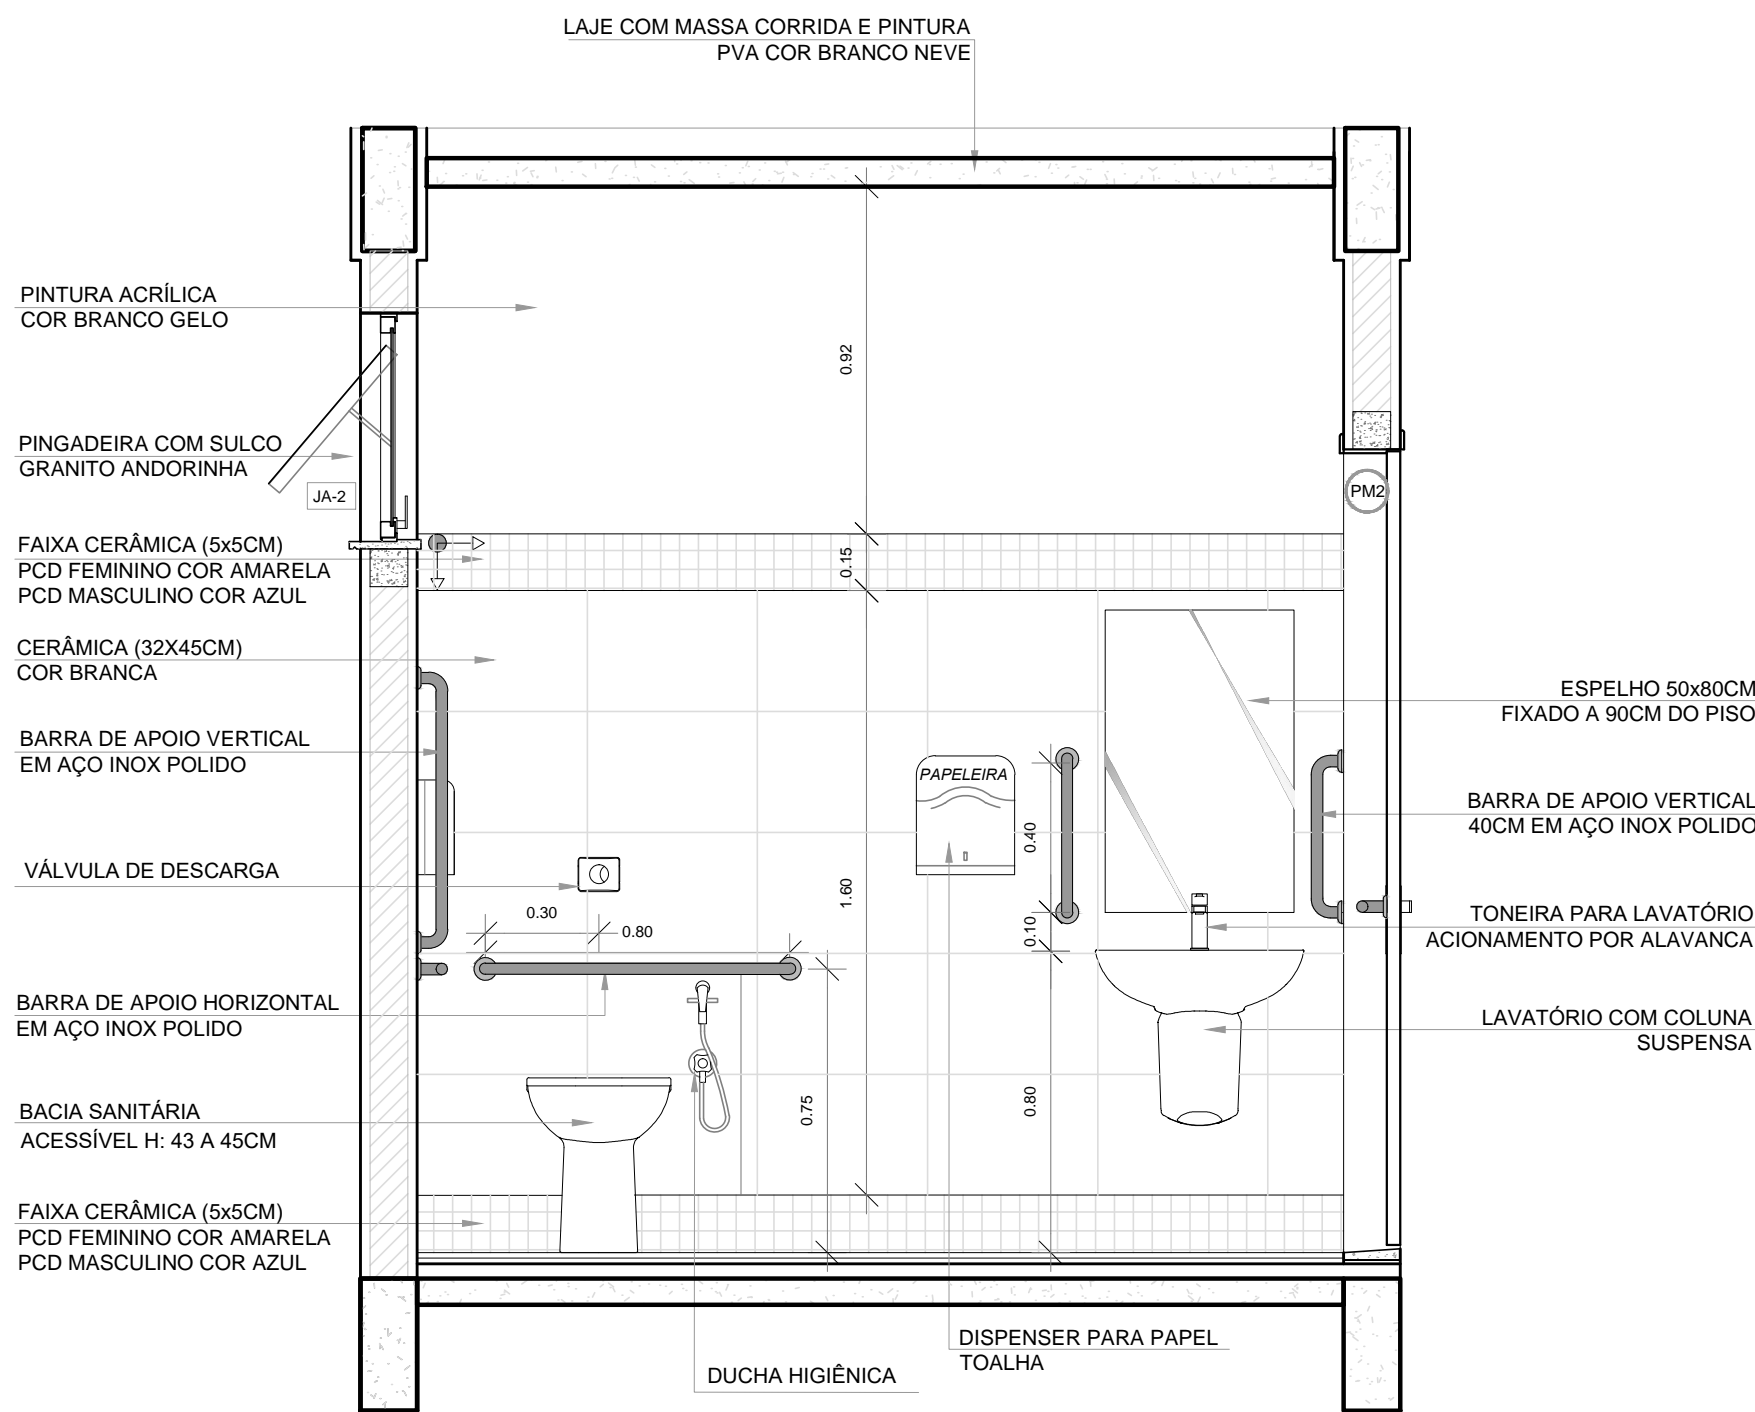 LAJE COM MASSA CORRIDA E PINTURA
PVA COR BRANCO NEVE
PINTURA ACRÍLICA
COR BRANCO GELO
0.92
PINGADEIRA COM SULCO
GRANITO ANDORINHA
JA-2
PM2
FAIXA CERÂMICA (5x5CM)
PCD FEMININO COR AMARELA
PCD MASCULINO COR AZUL
0.15
CERÂMICA (32X45CM)
COR BRANCA
ESPELHO 50x80CM
FIXADO A 90CM DO PISO
BARRA DE APOIO VERTICAL
EM AÇO INOX POLIDO
PAPELEIRA
0.40
BARRA DE APOIO VERTICAL
40CM EM AÇO INOX POLIDO
VÁLVULA DE DESCARGA
1.60
0.30
0.80
0.10
TONEIRA PARA LAVATÓRIO
ACIONAMENTO POR ALAVANCA
BARRA DE APOIO HORIZONTAL
EM AÇO INOX POLIDO
LAVATÓRIO COM COLUNA
SUSPENSA
BACIA SANITÁRIA
ACESSÍVEL H: 43 A 45CM
0.75
0.80
FAIXA CERÂMICA (5x5CM)
PCD FEMININO COR AMARELA
PCD MASCULINO COR AZUL
DISPENSER PARA PAPEL
TOALHA
DUCHA HIGIÊNICA